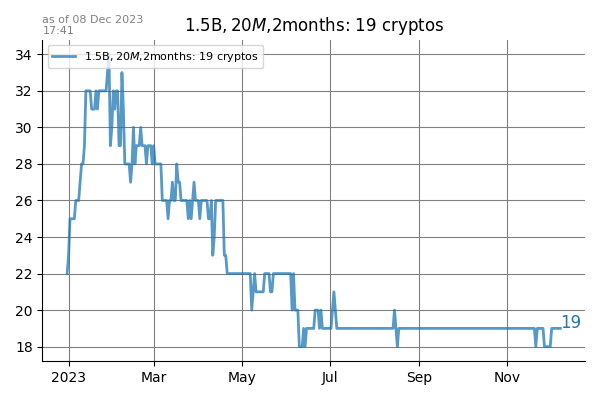 as of 08 Dec 2023
17:41
1.5B,20M,2months: 19 cryptos
1.5B,20M,2months: 19 cryptos
34
32
30
28
26
24
22
20
18
19
2023
Mar
May
Jul
Sep
Nov